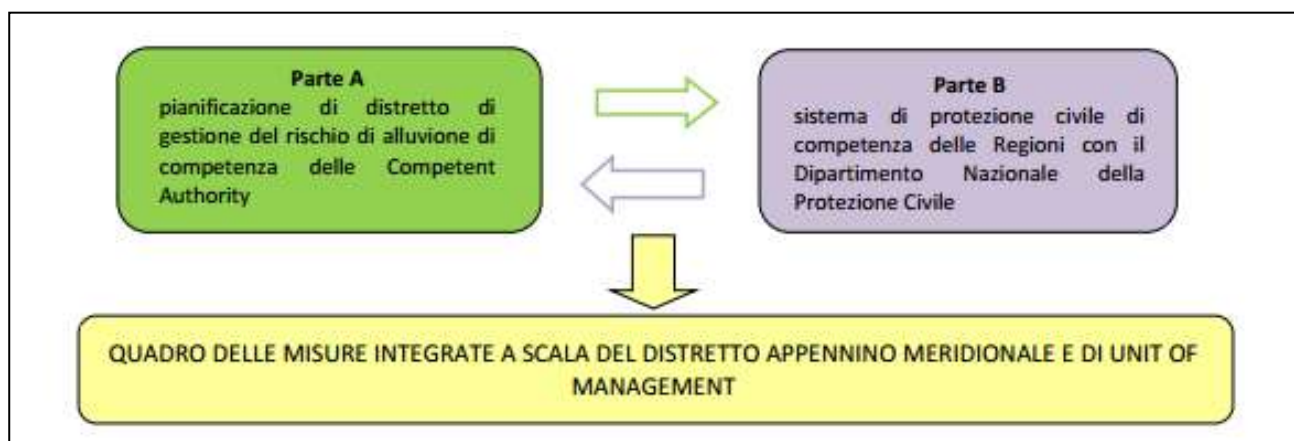 Parte A
pianificazione di distretto di
gestione del rischio di alluvione di
competenza delle Competent
Authority
Parte B
sistema di protezione civile di
competenza delle Regioni con il
Dipartimento Nazionale della
Protezione Civile
QUADRO DELLE MISURE INTEGRATE A SCALA DEL DISTRETTO APPENNINO MERIDIONALE E DI UNIT OF
MANAGEMENT